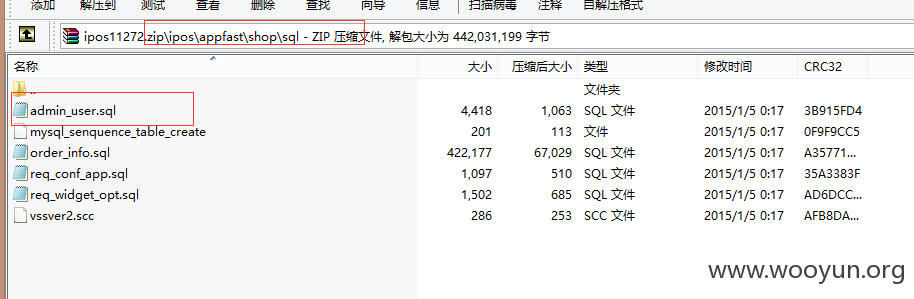 添加 解压到 测试 查看 删除 查找 向导 信息 扫描病毒 注释 自解压格式
ipos11272.zip\ipos\appfast\shop\sql - ZIP 压缩文件, 解包大小为 442,031,199 字节
名称 大小 压缩后大小 类型 修改时间 CRC32
.. 文件夹
admin_user.sql 4,418 1,063 SQL 文件 2015/1/5 0:17 3B915FD4
mysql_senquence_table_create 201 113 文件 2015/1/5 0:17 0F9F9CC5
order_info.sql 422,177 67,029 SQL 文件 2015/1/5 0:17 A35771...
req_conf_app.sql 1,097 510 SQL 文件 2015/1/5 0:17 35A3383F
req_widget_opt.sql 1,502 685 SQL 文件 2015/1/5 0:17 AD6DCC...
vssver2.scc 286 253 SCC 文件 2015/1/5 0:17 AFB8DA...
www.wooyun.org